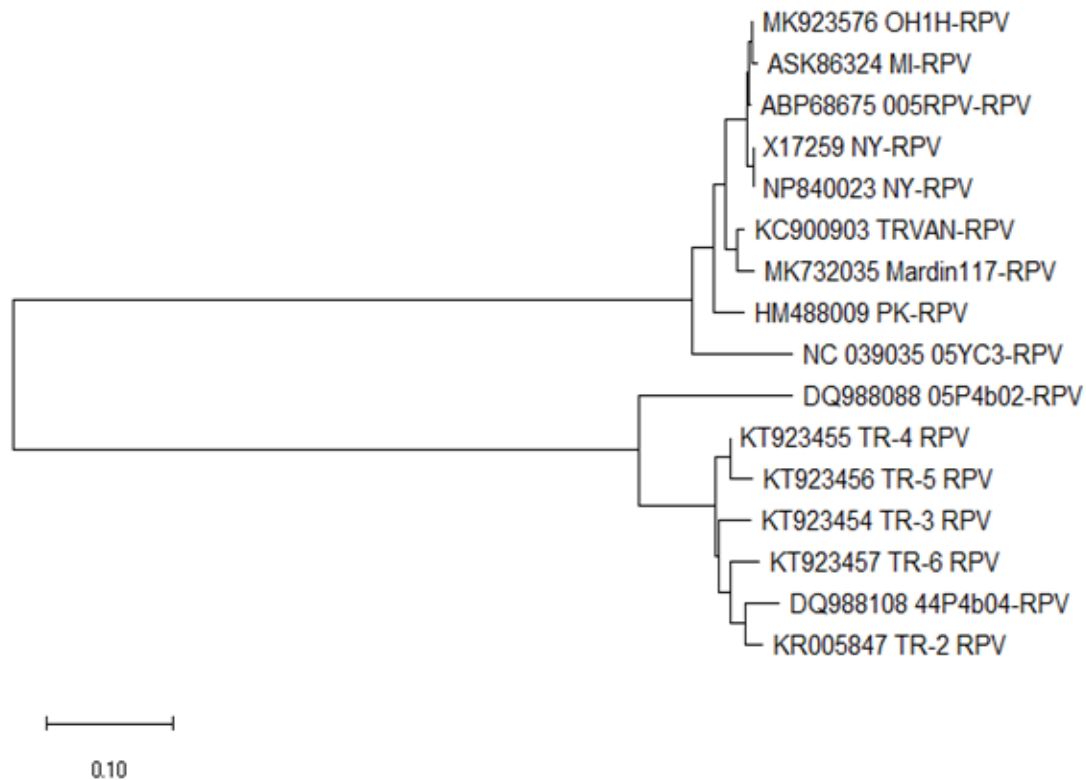 MK923576 OH1H-RPV
ASK86324 MI-RPV
ABP68675 005RPV-RPV
X17259 NY-RPV
NP840023 NY-RPV
KC900903 TRVAN-RPV
MK732035 Mardin117-RPV
HM488009 PK-RPV
NC 039035 05YC3-RPV
DQ988088 05P4b02-RPV
KT923455 TR-4 RPV
KT923456 TR-5 RPV
KT923454 TR-3 RPV
KT923457 TR-6 RPV
DQ988108 44P4b04-RPV
KR005847 TR-2 RPV
0.10